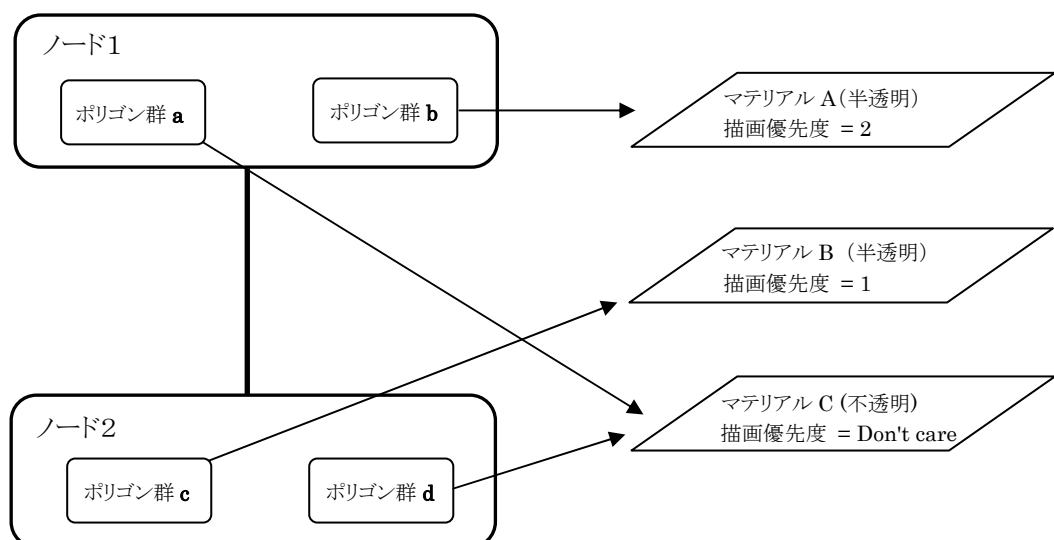 ノード1
ポリゴン群 a
ポリゴン群 b
マテリアル A(半透明)
描画優先度 = 2
マテリアル B (半透明)
描画優先度 = 1
マテリアル C (不透明)
描画優先度 = Don't care
ノード2
ポリゴン群 c
ポリゴン群 d